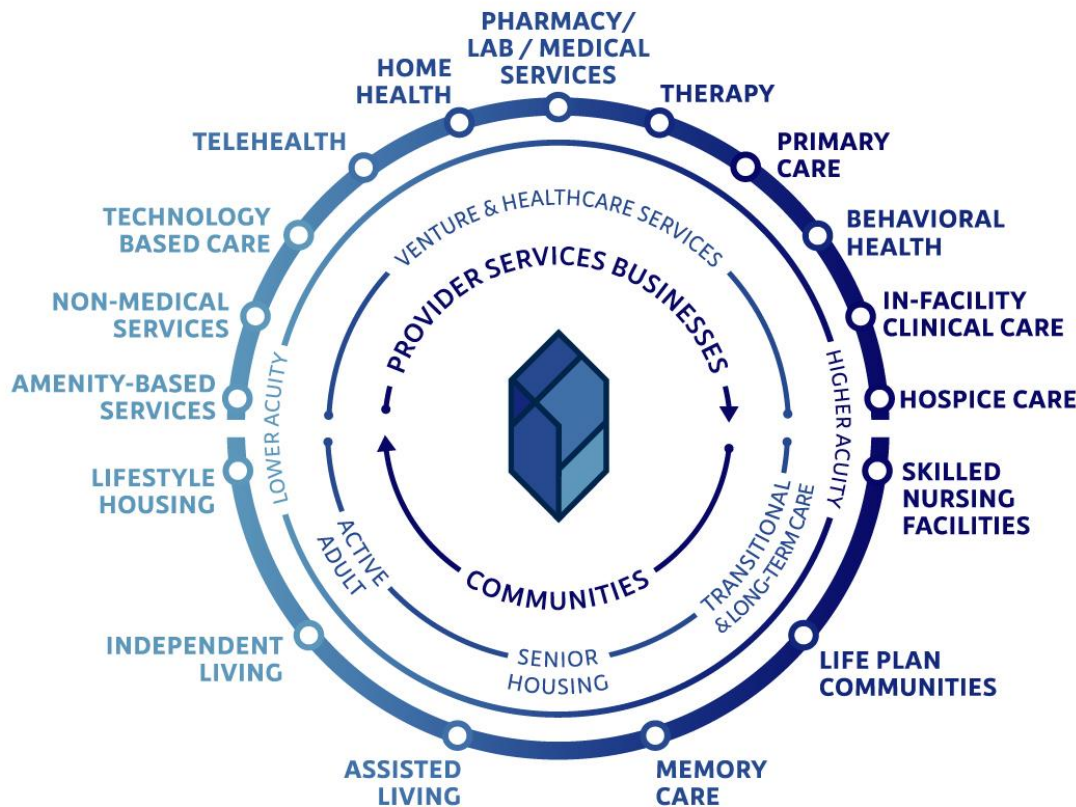 PHARMACY/
LAB / MEDICAL
SERVICES
HOME
HEALTH
THERAPY
TELEHEALTH
PRIMARY
CARE
TECHNOLOGY
BASED CARE
BEHAVIORAL
HEALTH
NON-MEDICAL
SERVICES
IN-FACILITY
CLINICAL CARE
AMENITY-BASED
SERVICES
HOSPICE CARE
LIFESTYLE
HOUSING
SKILLED
NURSING
FACILITIES
INDEPENDENT
LIVING
LIFE PLAN
COMMUNITIES
ASSISTED
LIVING
MEMORY
CARE
LOWER ACUITY
HIGHER ACUITY
VENTURE & HEALTHCARE SERVICES
PROVIDER SERVICES BUSINESSES
COMMUNITIES
ACTIVE
ADULT
SENIOR
HOUSING
TRANSITIONAL
& LONG-TERM CARE